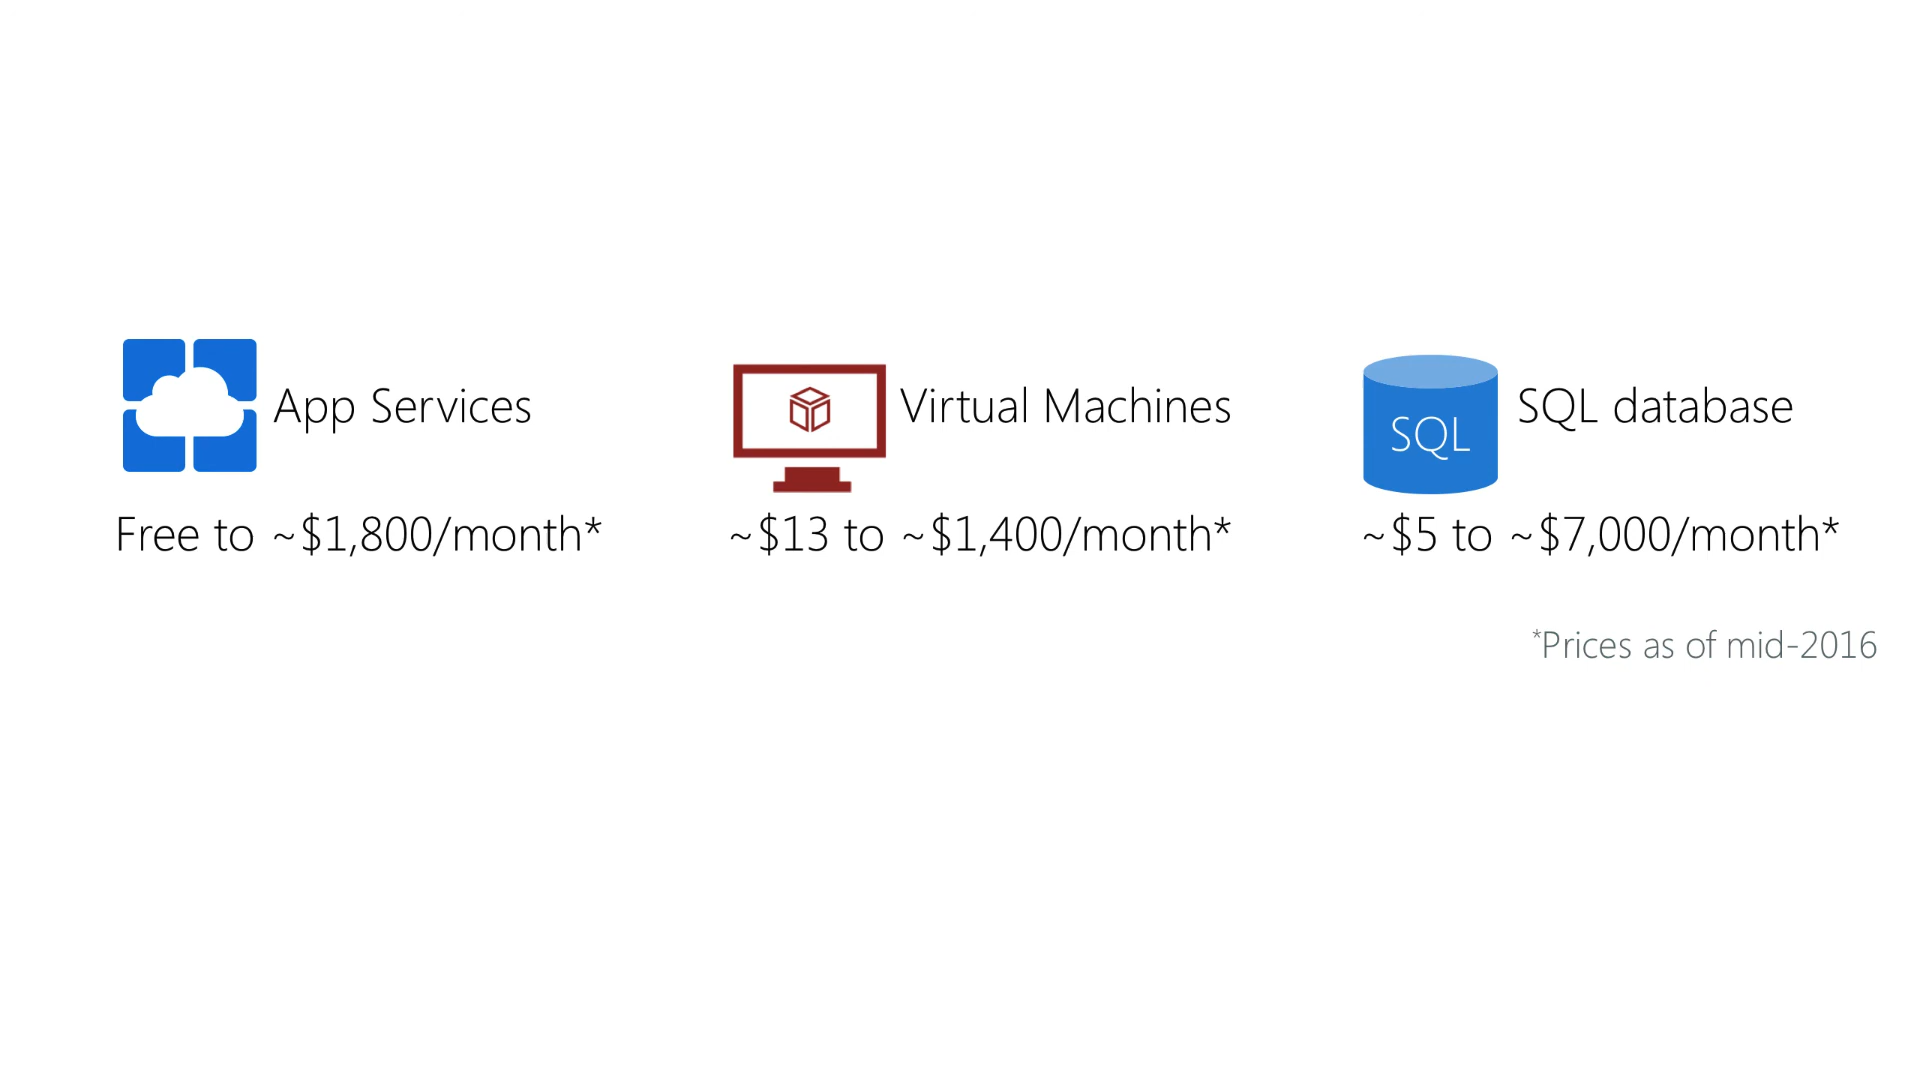 App Services
Free to ~$1,800/month*
Virtual Machines
~$13 to ~$1,400/month*
SQL
SQL database
~$5 to ~$7,000/month*
*Prices as of mid-2016